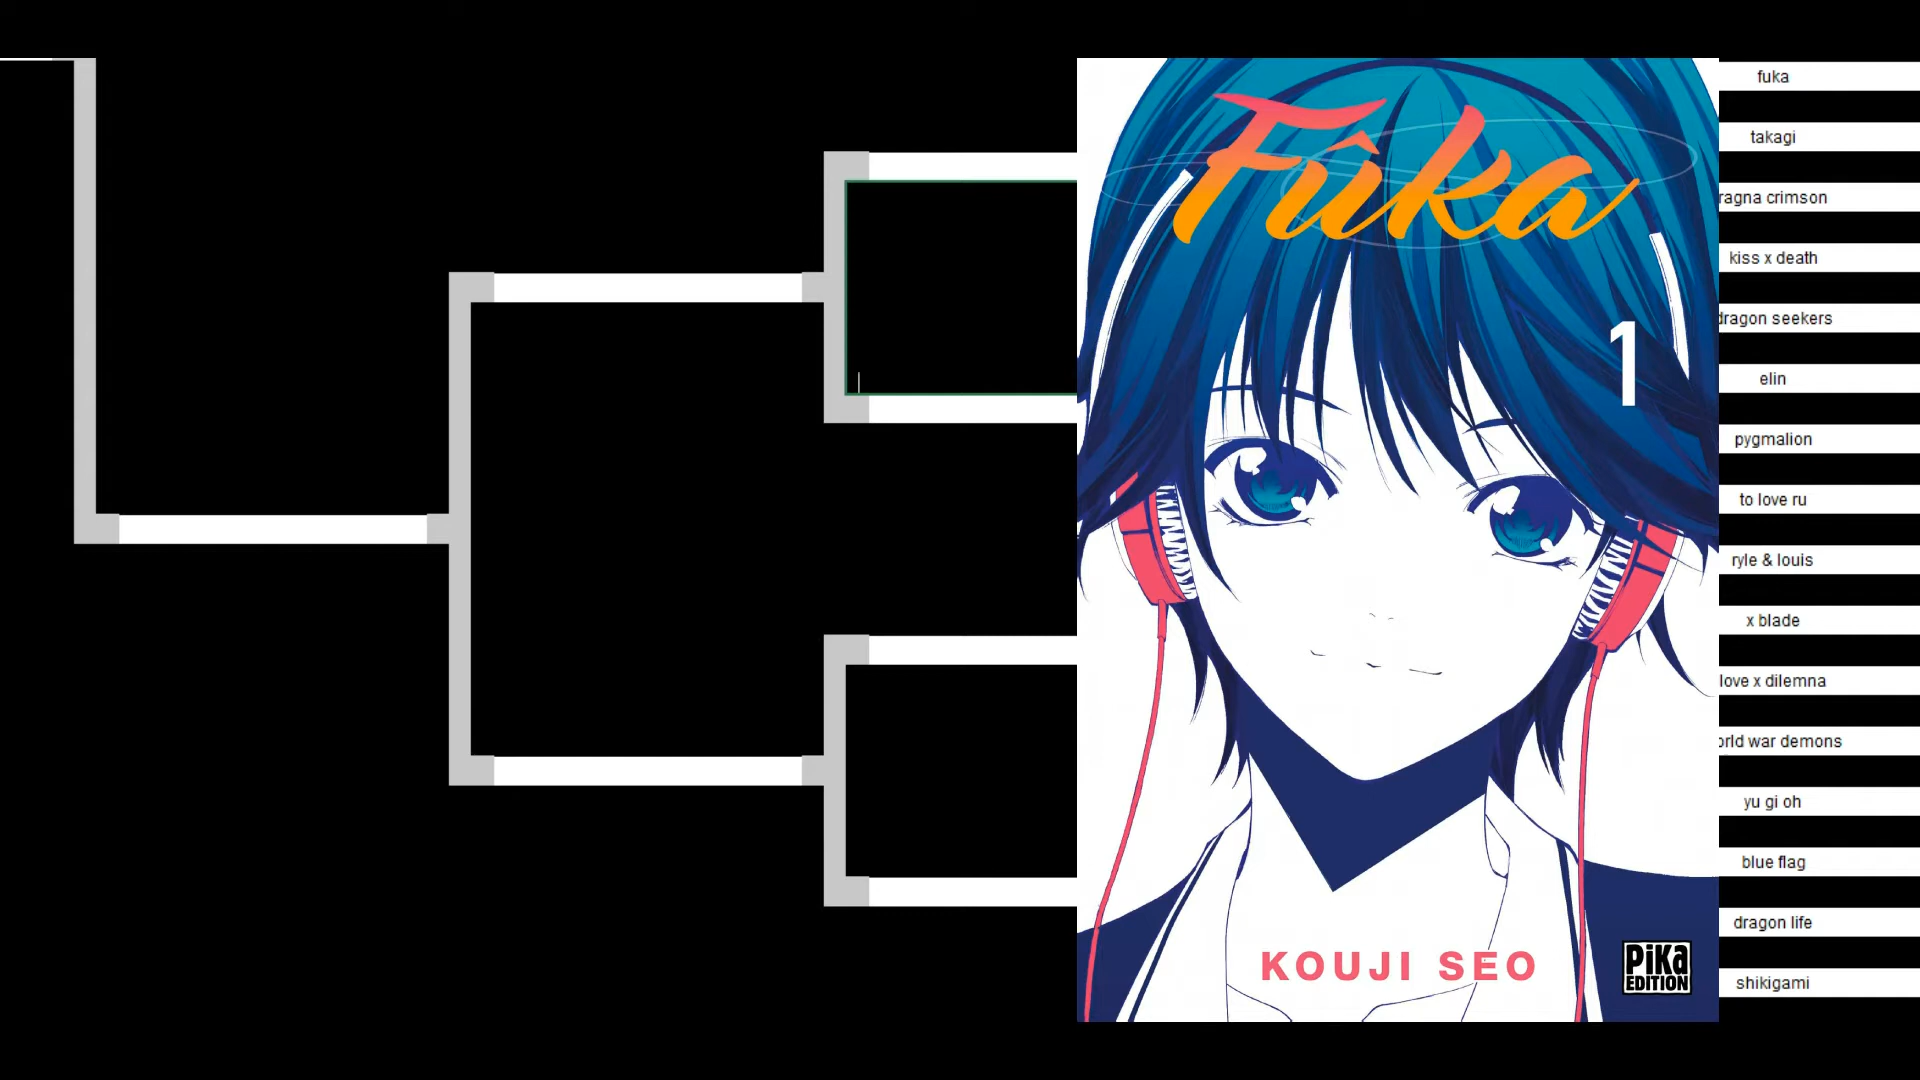 Fûka
1
KOUJI SEO
PiKa
EDITION
fuka
takagi
ragna crimson
kiss x death
dragon seekers
elin
pygmalion
to love ru
ryle & louis
x blade
love x dilemna
orld war demons
yu gi oh
blue flag
dragon life
shikigami